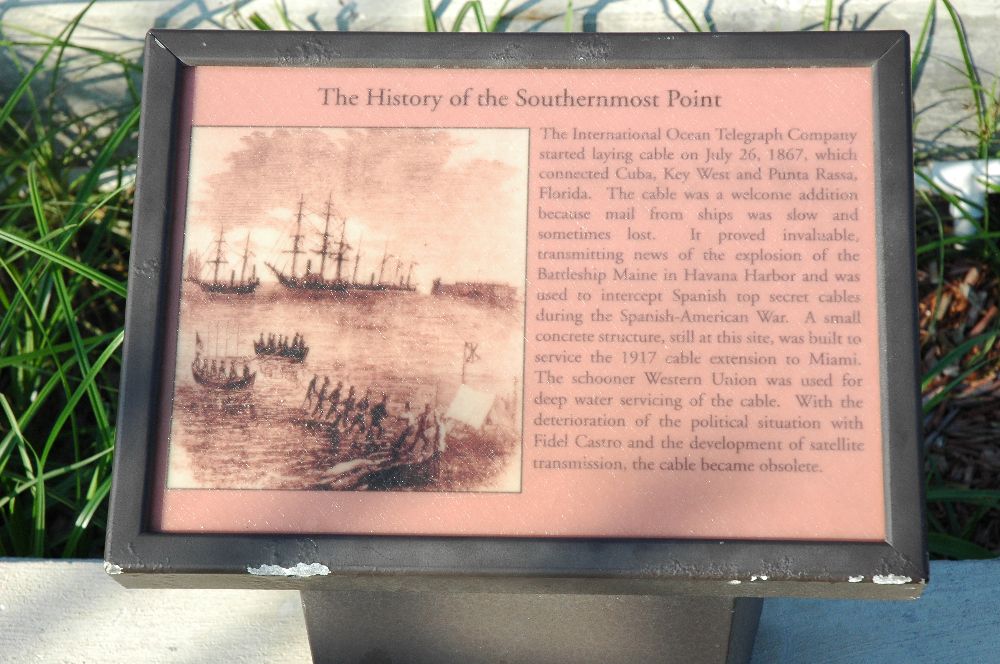 The History of the Southernmost Point
The International Ocean Telegraph Company
started laying cable on July 26, 1867, which
connected Cuba, Key West and Punta Rassa,
Florida. The cable was a welcome addition
because mail from ships was slow and
sometimes lost. It proved invaluable,
transmitting news of the explosion of the
Battleship Maine in Havana Harbor and was
used to intercept Spanish top secret cables
during the Spanish-American War. A small
concrete structure, still at this site, was built to
service the 1917 cable extension to Miami.
The schooner Western Union was used for
deep water servicing of the cable. With the
deterioration of the political situation with
Fidel Castro and the development of satellite
transmission, the cable became obsolete.